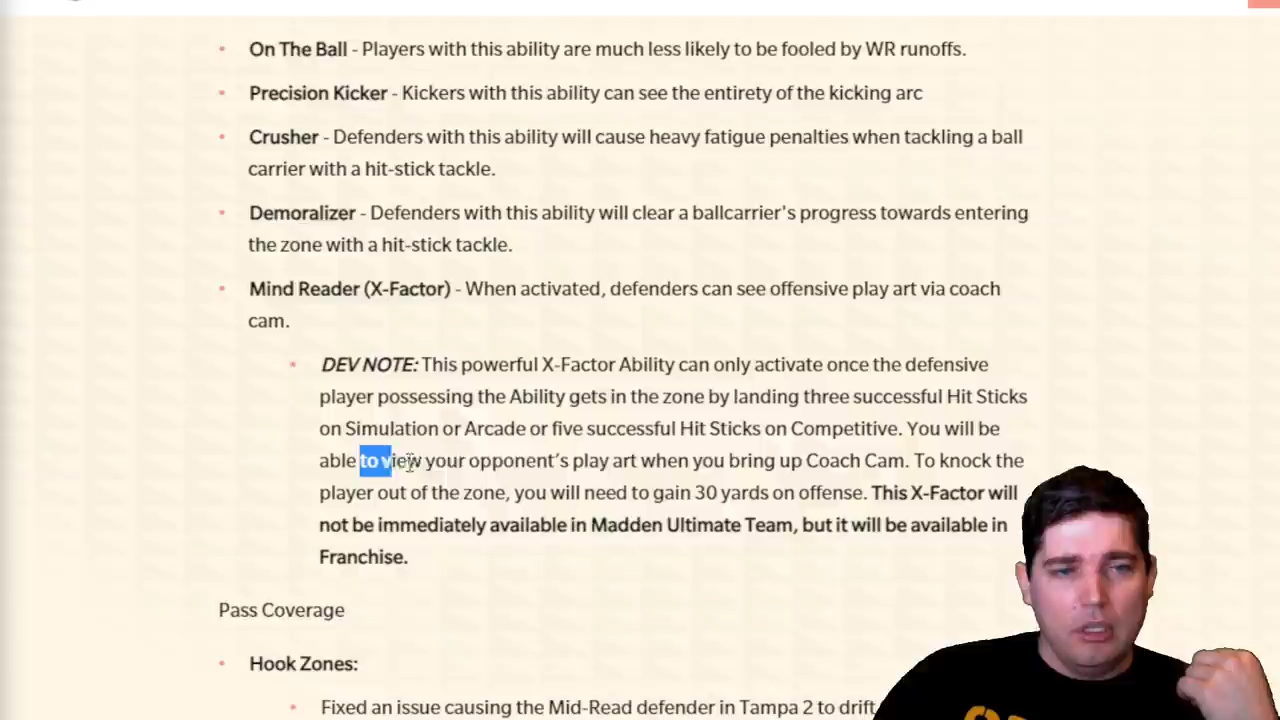 On The Ball - Players with this ability are much less likely to be fooled by WR runoffs.
Precision Kicker - Kickers with this ability can see the entirety of the kicking arc
Crusher - Defenders with this ability will cause heavy fatigue penalties when tackling a ball
carrier with a hit-stick tackle.
Demoralizer - Defenders with this ability will clear a ballcarrier's progress towards entering
the zone with a hit-stick tackle.
Mind Reader (X-Factor) - When activated, defenders can see offensive play art via coach
cam.
DEV NOTE: This powerful X-Factor Ability can only activate once the defensive
player possessing the Ability gets in the zone by landing three successful Hit Sticks
on Simulation or Arcade or five successful Hit Sticks on Competitive. You will be
able to view your opponent’s play art when you bring up Coach Cam. To knock the
player out of the zone, you will need to gain 30 yards on offense. This X-Factor will
not be immediately available in Madden Ultimate Team, but it will be available in
Franchise.
Pass Coverage
Hook Zones:
Fixed an issue causing the Mid-Read defender in Tampa 2 to drift